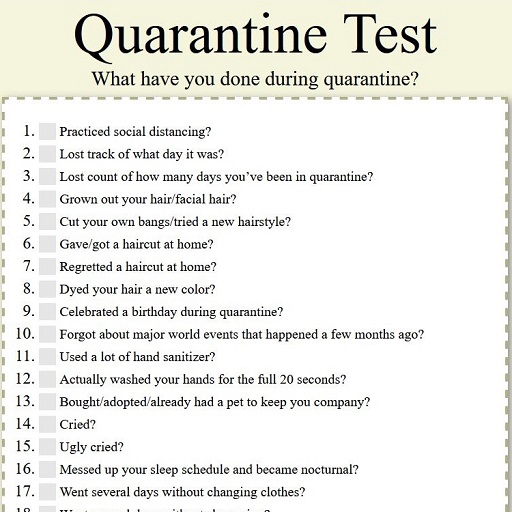 Quarantine Test
What have you done during quarantine?
1. Practiced social distancing?
2. Lost track of what day it was?
3. Lost count of how many days you've been in quarantine?
4. Grown out your hair/facial hair?
5. Cut your own bangs/tried a new hairstyle?
6. Gave/got a haircut at home?
7. Regretted a haircut at home?
8. Dyed your hair a new color?
9. Celebrated a birthday during quarantine?
10. Forgot about major world events that happened a few months ago?
11. Used a lot of hand sanitizer?
12. Actually washed your hands for the full 20 seconds?
13. Bought/adopted/already had a pet to keep you company?
14. Cried?
15. Ugly cried?
16. Messed up your sleep schedule and became nocturnal?
17. Went several days without changing clothes?